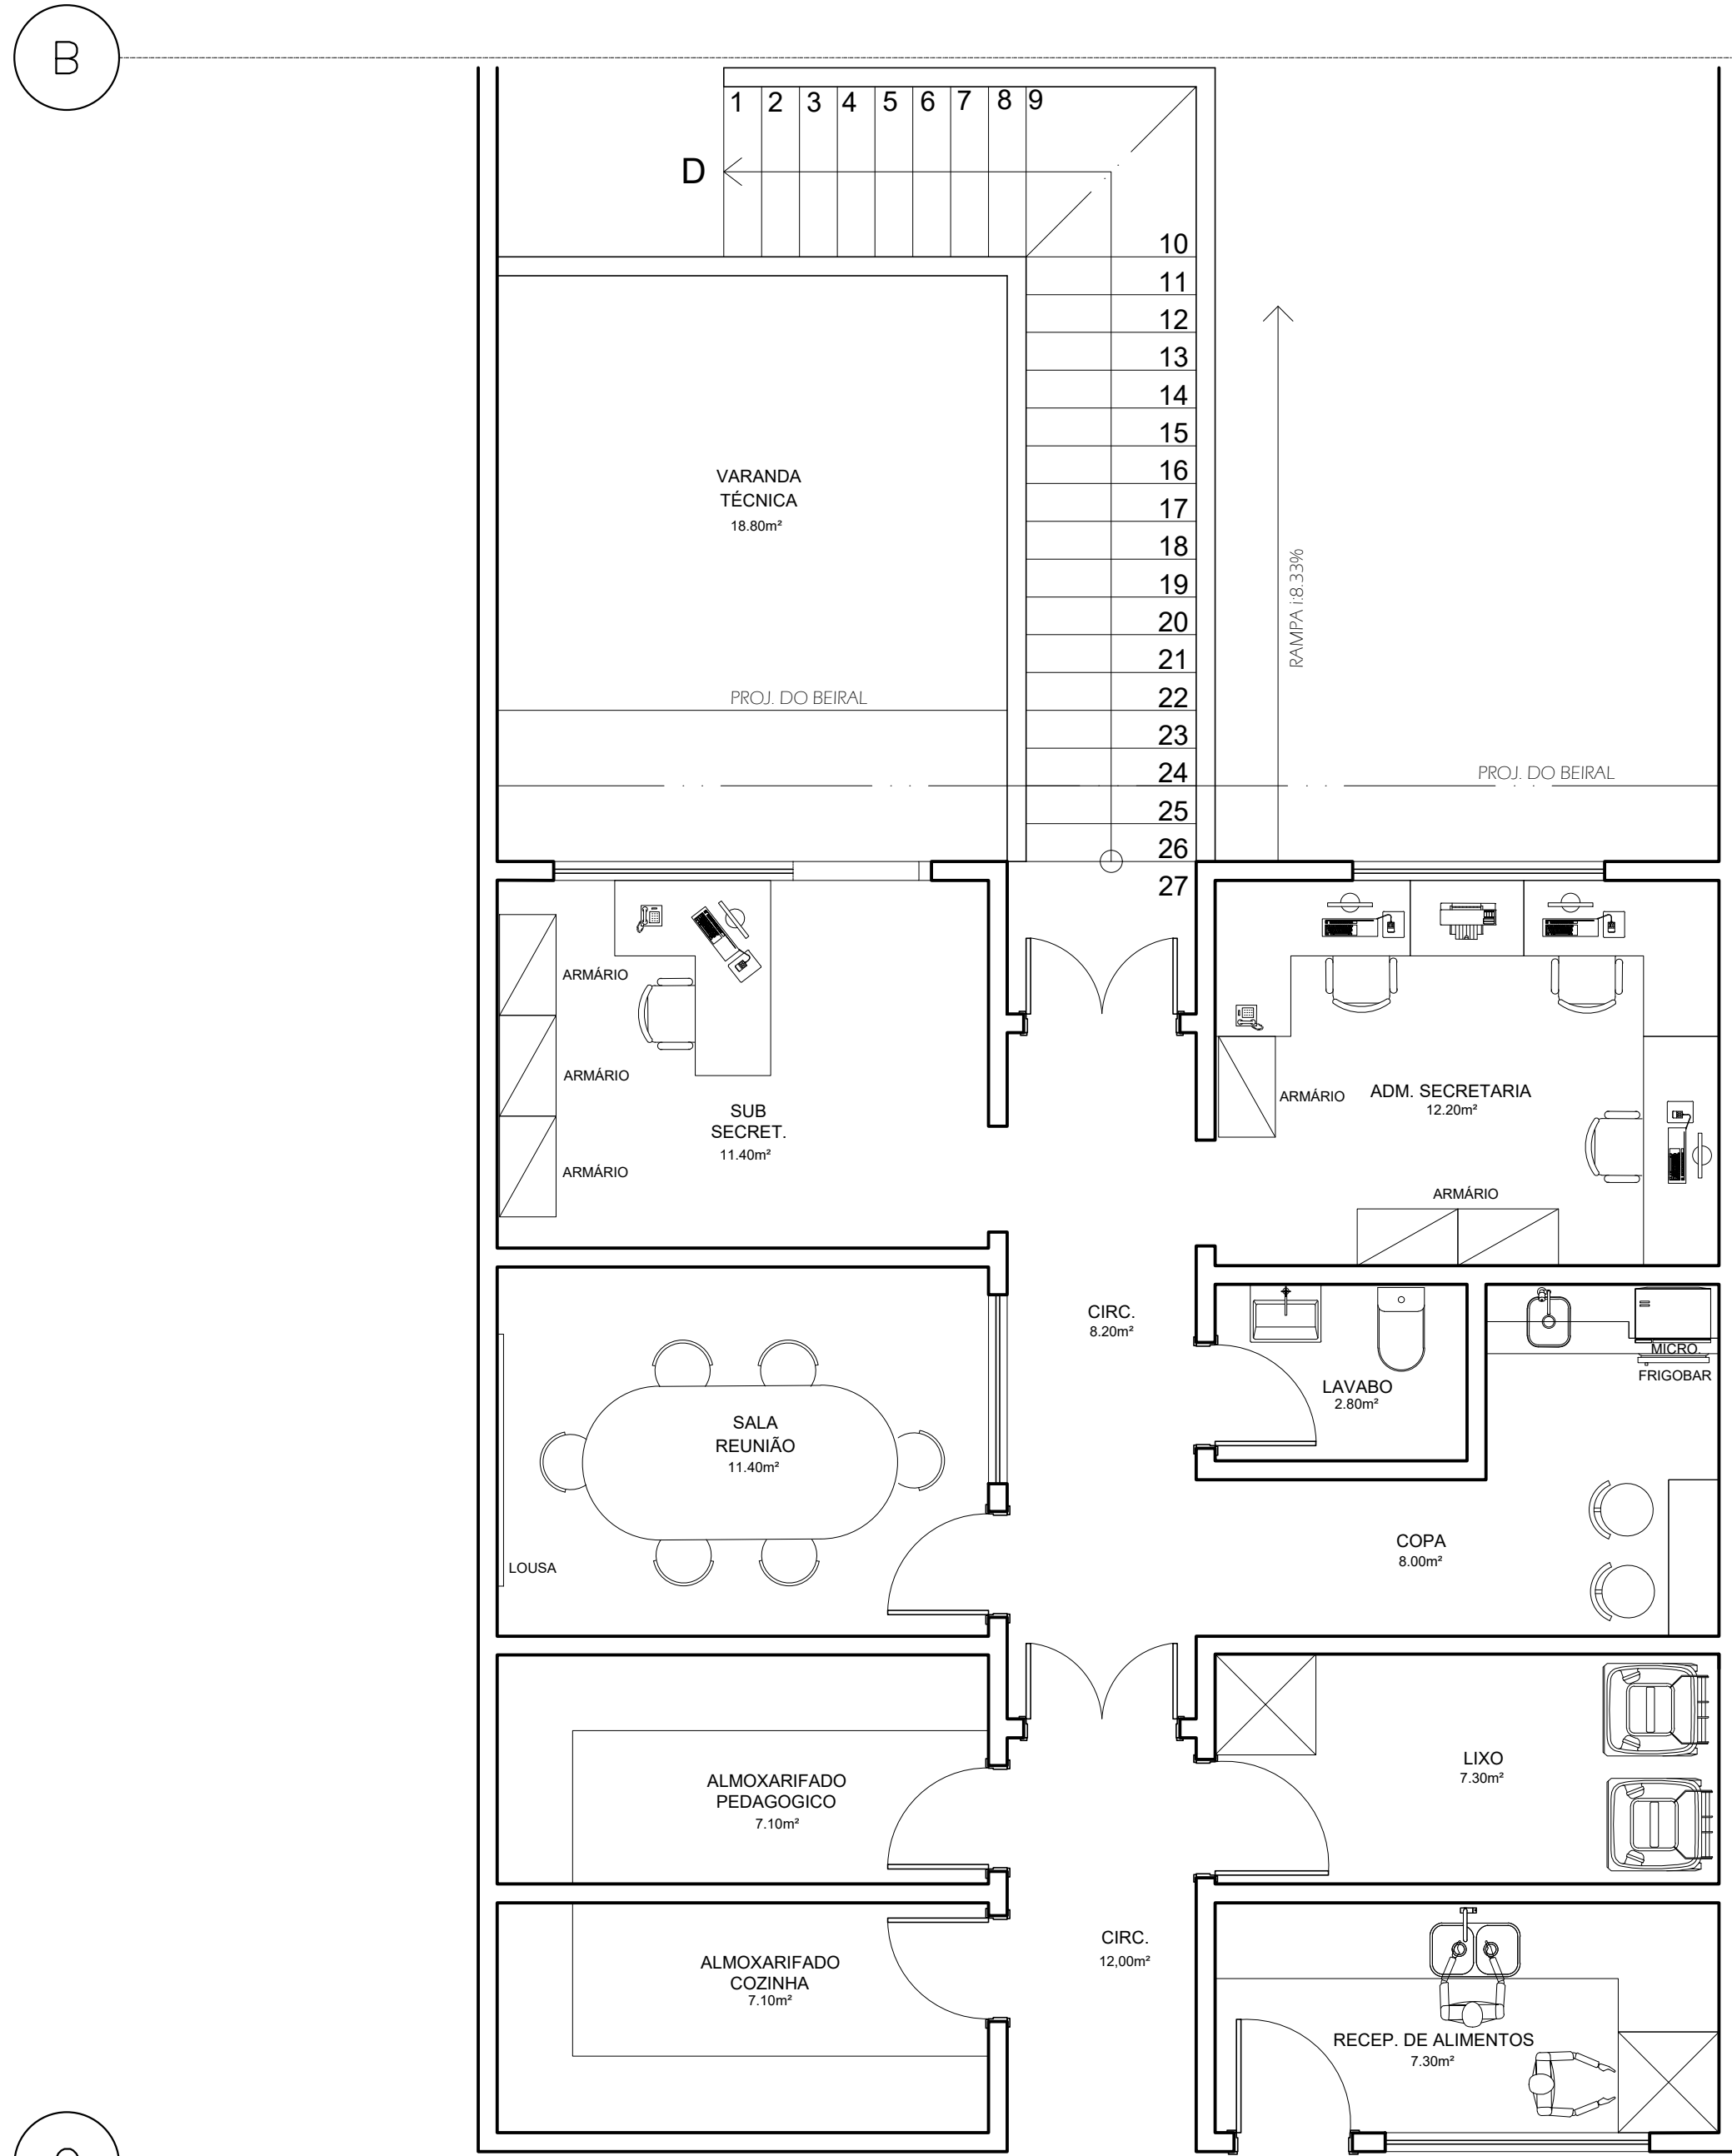 B
1 2 3 4 5 6 7 8 9
D
10
11
12
13
14
15
16
17
18
19
20
21
22
23
24
25
26
27
VARANDA
TÉCNICA
18.80m²
RAMPA i:8.33%
PROJ. DO BEIRAL
PROJ. DO BEIRAL
ARMÁRIO
ARMÁRIO
ARMÁRIO
SUB
SECRET.
11.40m²
ARMÁRIO
ADM. SECRETARIA
12.20m²
ARMÁRIO
CIRC.
8.20m²
LAVABO
2.80m²
MICRO.
FRIGOBAR
SALA
REUNIÃO
11.40m²
LOUSA
COPA
8.00m²
ALMOXARIFADO
PEDAGOGICO
7.10m²
LIXO
7.30m²
ALMOXARIFADO
COZINHA
7.10m²
CIRC.
12,00m²
RECEP. DE ALIMENTOS
7.30m²